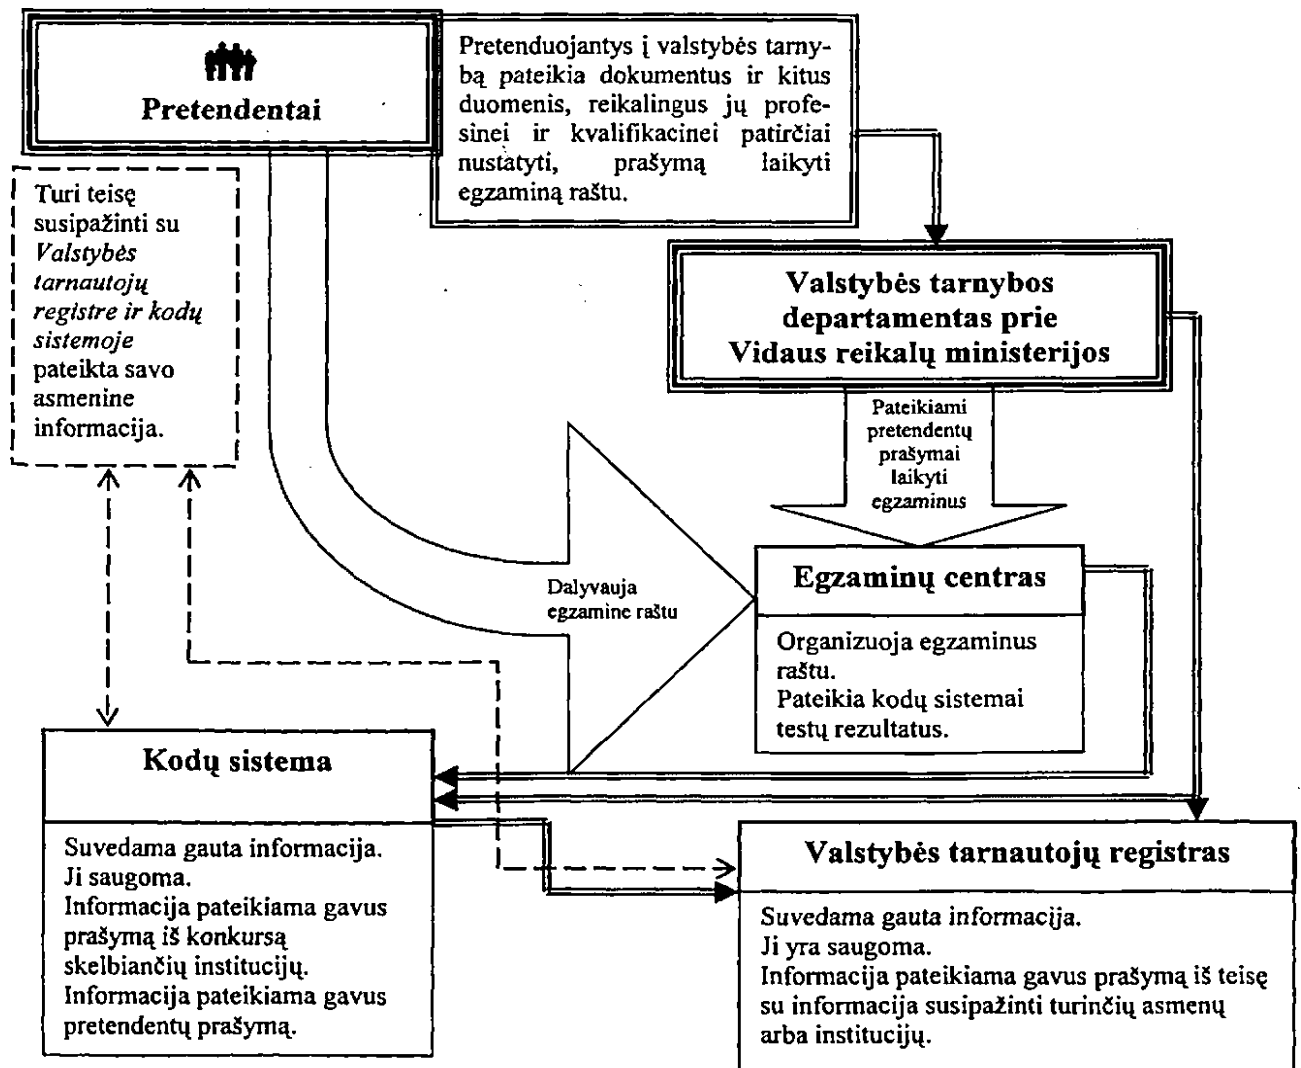 Pretendentai
Pretenduojantys į valstybės tarny-
bą pateikia dokumentus ir kitus
duomenis, reikalingus jų profe-
sinei ir kvalifikacinei patirčiai
nustatyti, prašymą laikyti
egzaminą raštu.
Turi teisę
susipažinti su
Valstybės
tarnautojų
registre ir kodų
sistemoje
pateikta savo
asmenine
informacija.
Valstybės tarnybos
departamentas prie
Vidaus reikalų ministerijos
Pateikiami
pretendentų
prašymai
laikyti
egzaminus
Dalyvauja
egzamine raštu
Egzaminų centras
Organizuoja egzaminus
raštu.
Pateikia kodų sistemai
testų rezultatus.
Kodų sistema
Suvedama gauta informacija.
Ji saugoma.
Informacija pateikiama gavus
prašymą iš konkursą
skelbiančių institucijų.
Informacija pateikiama gavus
pretendentų prašymą.
Valstybės tarnautojų registras
Suvedama gauta informacija.
Ji yra saugoma.
Informacija pateikiama gavus prašymą iš teisę
su informacija susipažinti turinčių asmenų
arba institucijų.